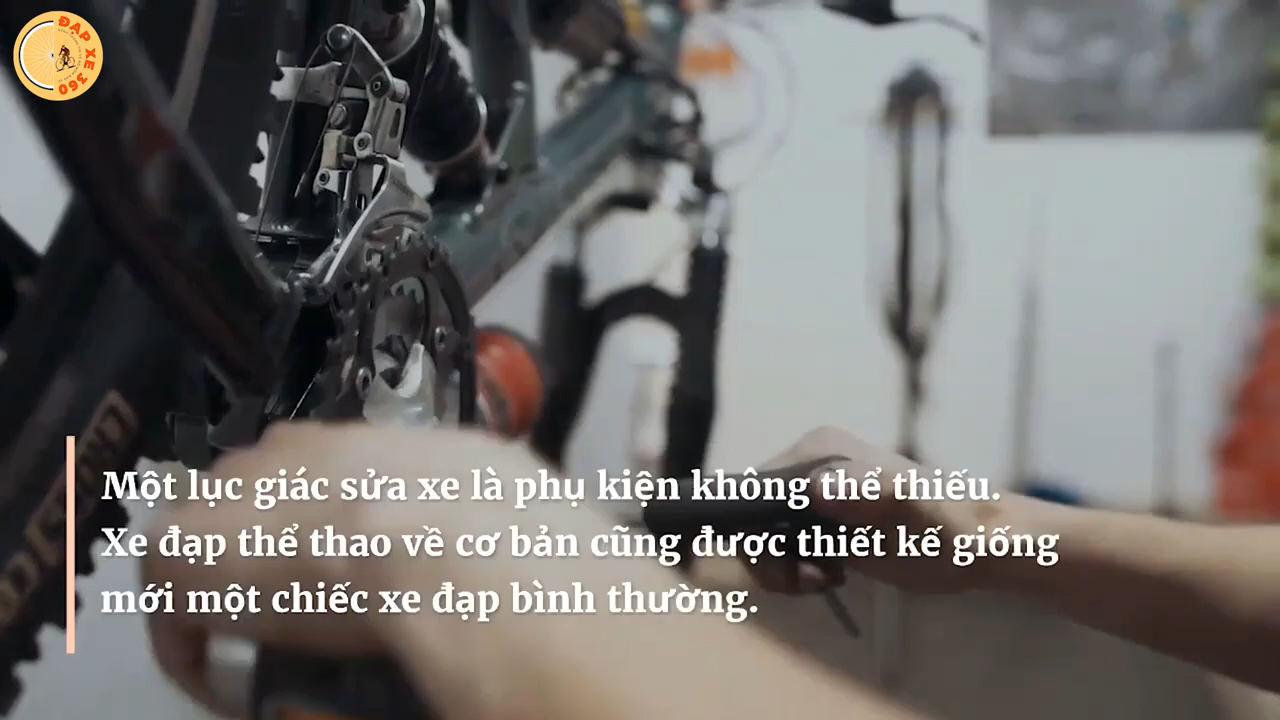 ĐẠP XE 360
Một lục giác sửa xe là phụ kiện không thể thiếu.
Xe đạp thể thao về cơ bản cũng được thiết kế giống
mới một chiếc xe đạp bình thường.